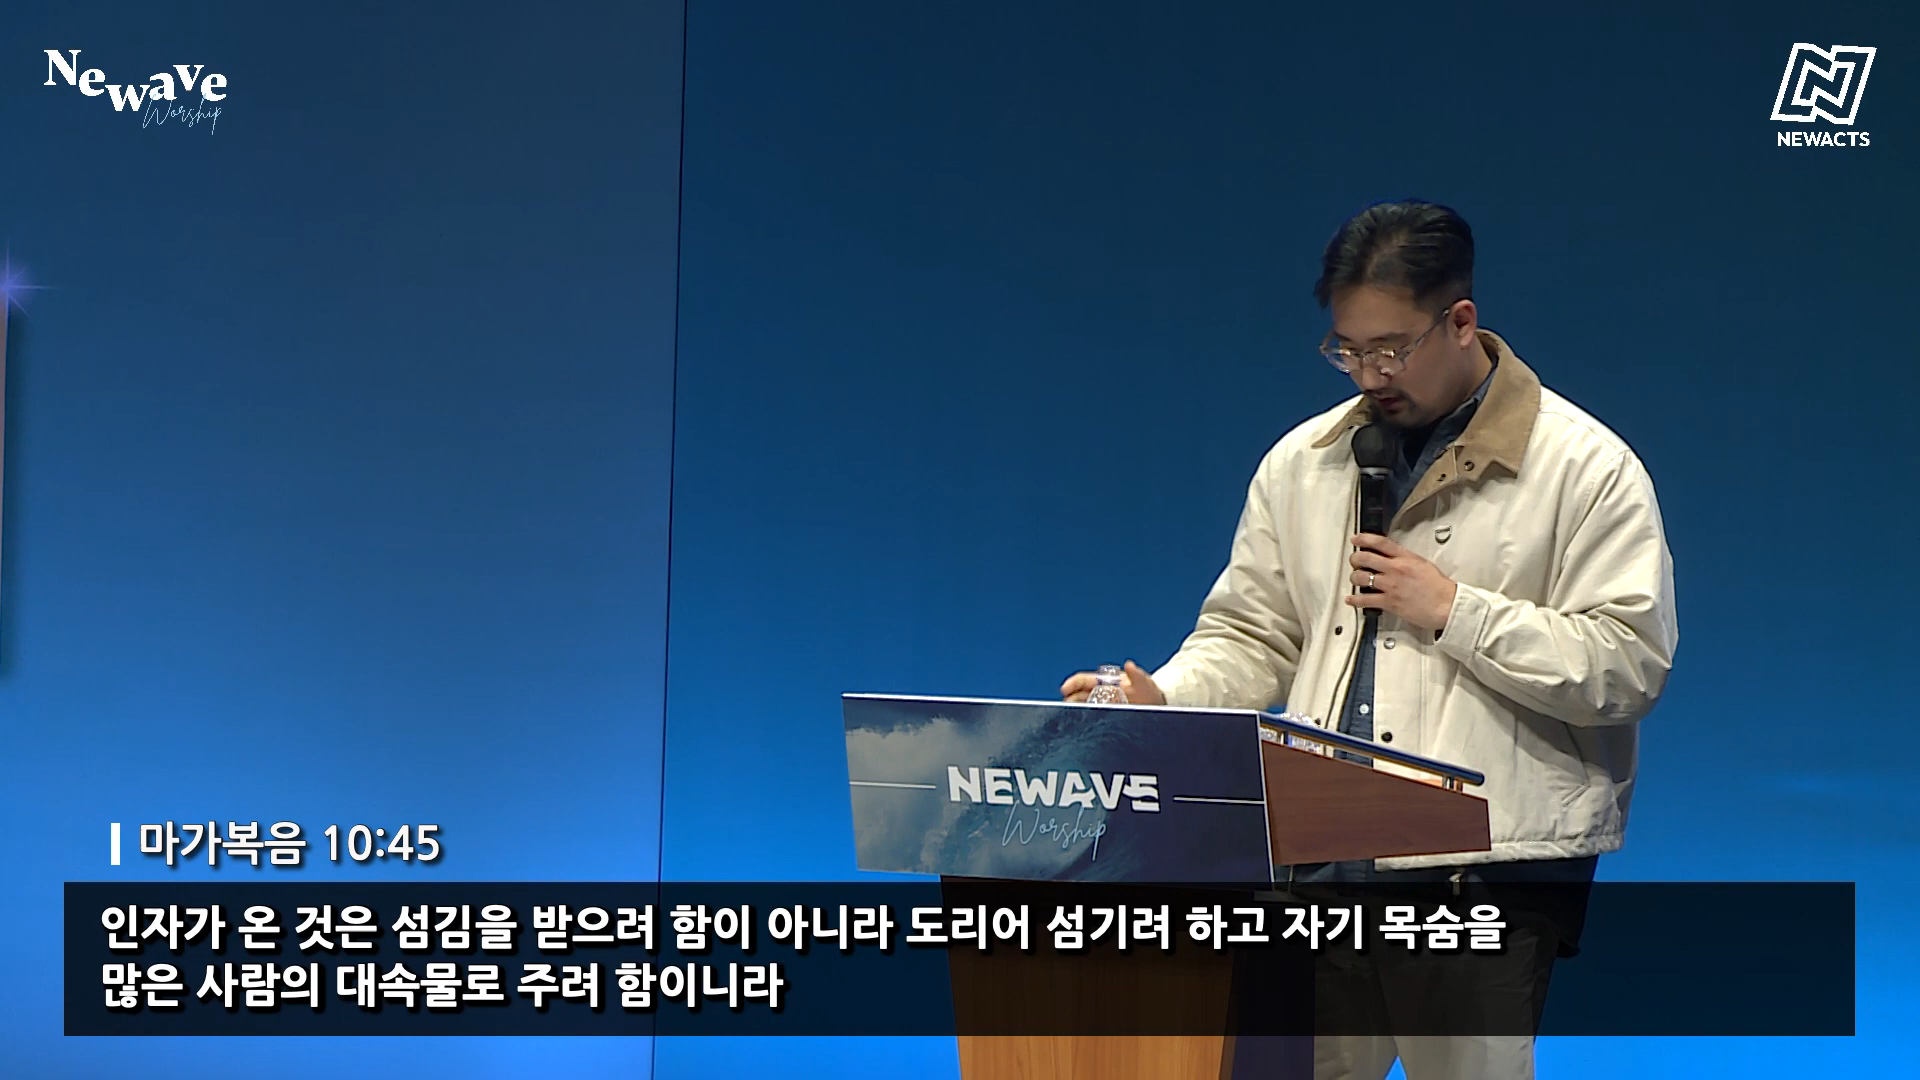 Newave
Worship
NEWACTS
NEWAVE
Worship
마가복음 10:45
인자가 온 것은 섬김을 받으려 함이 아니라 도리어 섬기려 하고 자기 목숨을
많은 사람의 대속물로 주려 함이니라